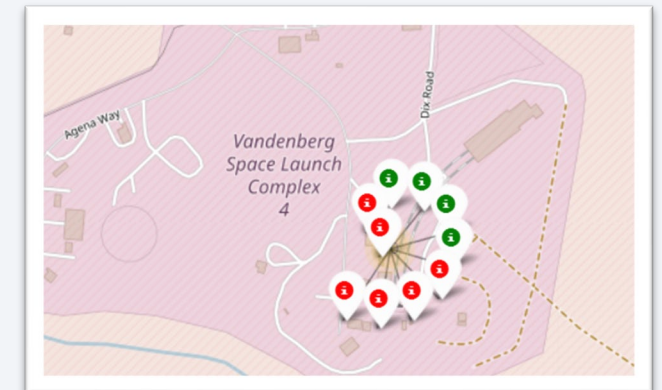 Dix Road
Agena Way
Vandenberg
Space Launch
Complex
4
i
i
i
i
i
i
i
i
i
i